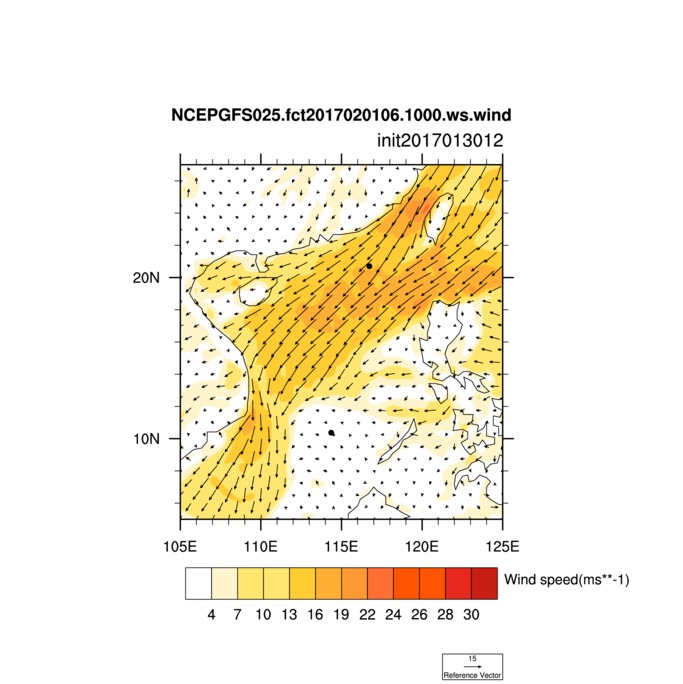 NCEPGFS025.fct2017020106.1000.ws.wind
init2017013012
20N
10N
105E 110E 115E 120E 125E
Wind speed(ms**-1)
4 7 10 13 16 19 22 24 26 28 30
15
Reference Vector